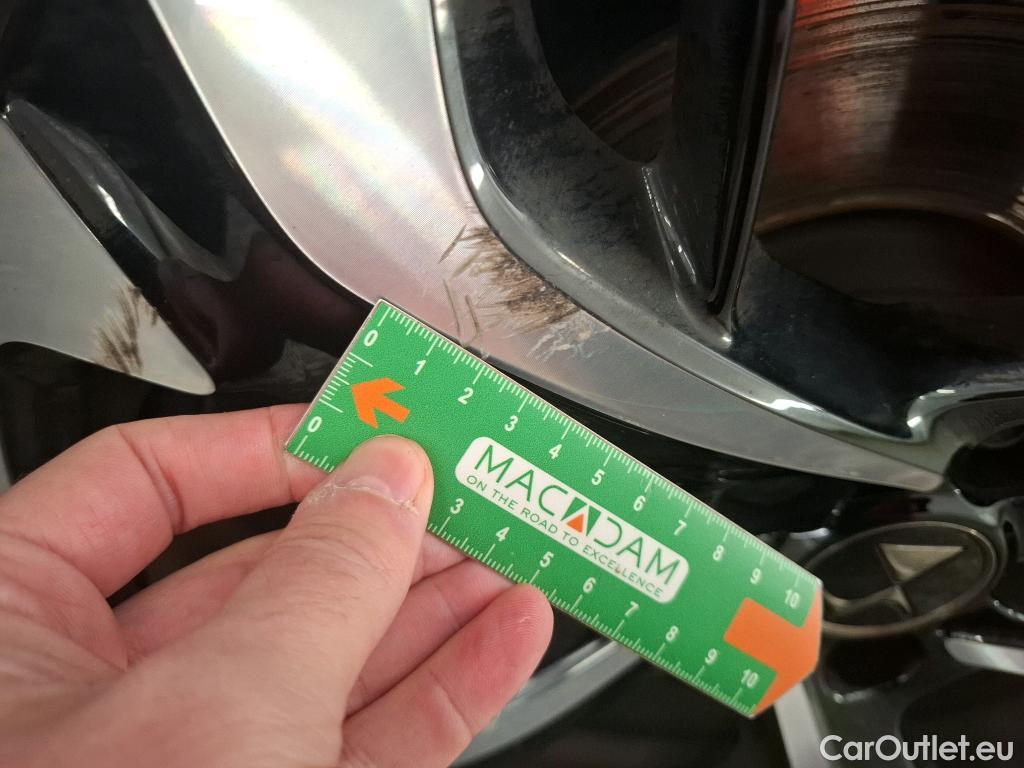 0 1 2 3 4 5 6 7 8 9 10
MACADAM
ON THE ROAD TO EXCELLENCE
0 3 4 5 6 7 8 9 10
CarOutlet.eu